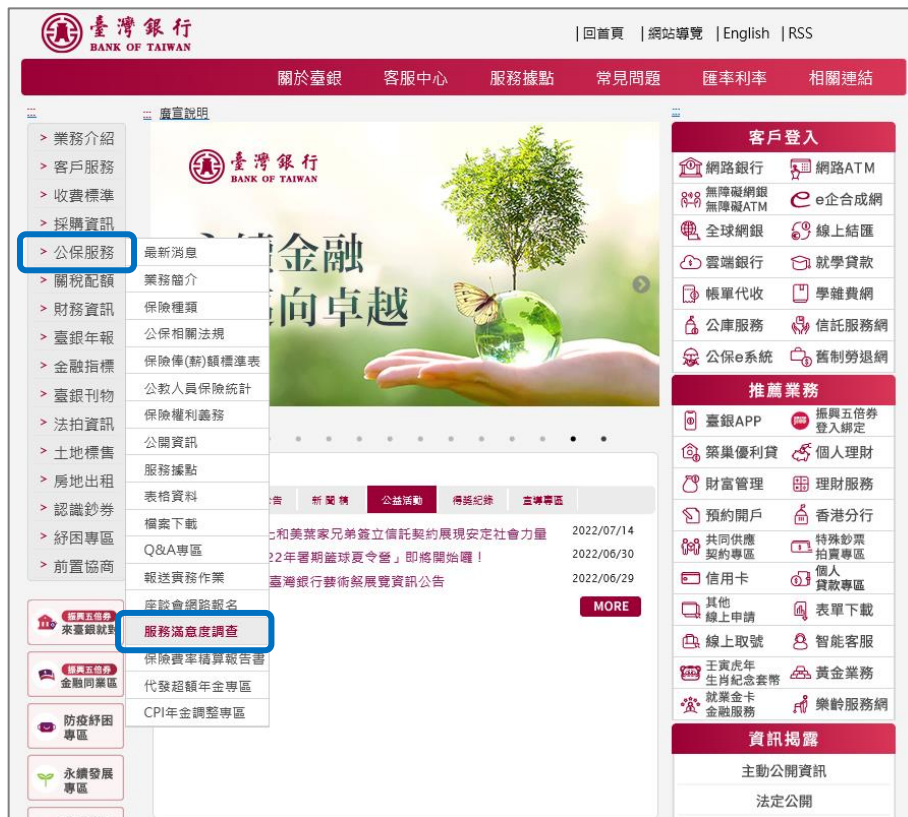 臺灣銀行
BANK OF TAIWAN
|回首頁 |網站導覽 |English |RSS
關於臺銀 客服中心 服務據點 常見問題 匯率利率 相關連結
:::
> 業務介紹
> 客戶服務
> 收費標準
> 採購資訊
> 公保服務
> 關稅配額
> 財務資訊
> 臺銀年報
> 金融指標
> 臺銀刊物
> 法拍資訊
> 土地標售
> 房地出租
> 認識鈔券
> 紓困專區
> 前置協商
振興五倍券
來臺銀就對
振興五倍券
金融同業區
防疫紓困
專區
永續發展
專區
最新消息
業務簡介
保險種類
公保相關法規
保險俸(薪)額標準表
公教人員保險統計
保險權利義務
公開資訊
服務據點
表格資料
檔案下載
Q&A專區
報送實務作業
座談會網路報名
服務滿意度調查
保險費率精算報告書
代發超額年金專區
CPI年金調整專區
::: 廣宣說明
臺灣銀行
BANK OF TAIWAN
金融
向卓越
告 新聞稿 公益活動 得獎紀錄 宣導專區
和美葉家兄弟簽立信託契約展現安定社會力量 2022/07/14
22年暑期籃球夏令營」即將開始囉！ 2022/06/30
臺灣銀行藝術祭展覽資訊公告 2022/06/29
MORE
:::
客戶登入
網路銀行 網路ATM
無障礙網銀
無障礙ATM e企合成網
全球網銀 線上結匯
雲端銀行 就學貸款
帳單代收 學雜費網
公庫服務 信託服務網
公保e系統 舊制勞退網
推薦業務
臺銀APP 振興五倍券
登入綁定
築巢優利貸 個人理財
財富管理 理財服務
預約開戶 香港分行
共同供應
契約專區 特殊鈔票
拍賣專區
信用卡 個人
貸款專區
其他
線上申請 表單下載
線上取號 智能客服
壬寅虎年
生肖紀念套幣 黃金業務
就業金卡
金融服務 樂齡服務網
資訊揭露
主動公開資訊
法定公開